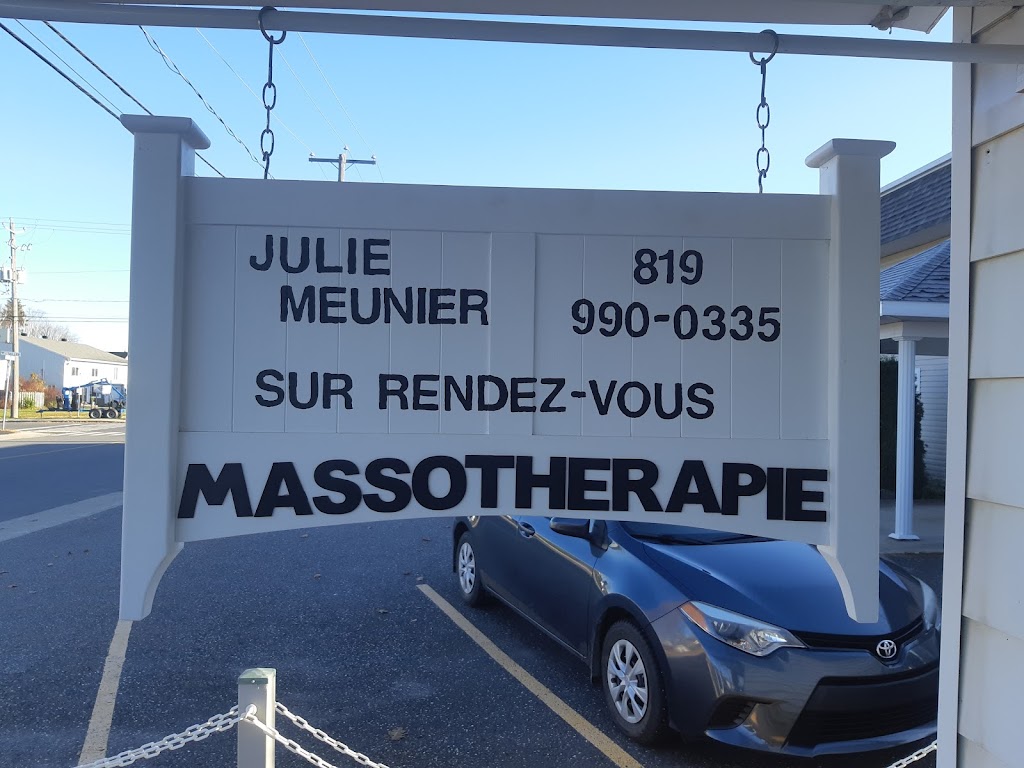 JULIE
MEUNIER
819
990-0335
SUR RENDEZ-VOUS
MASSOTHERAPIE